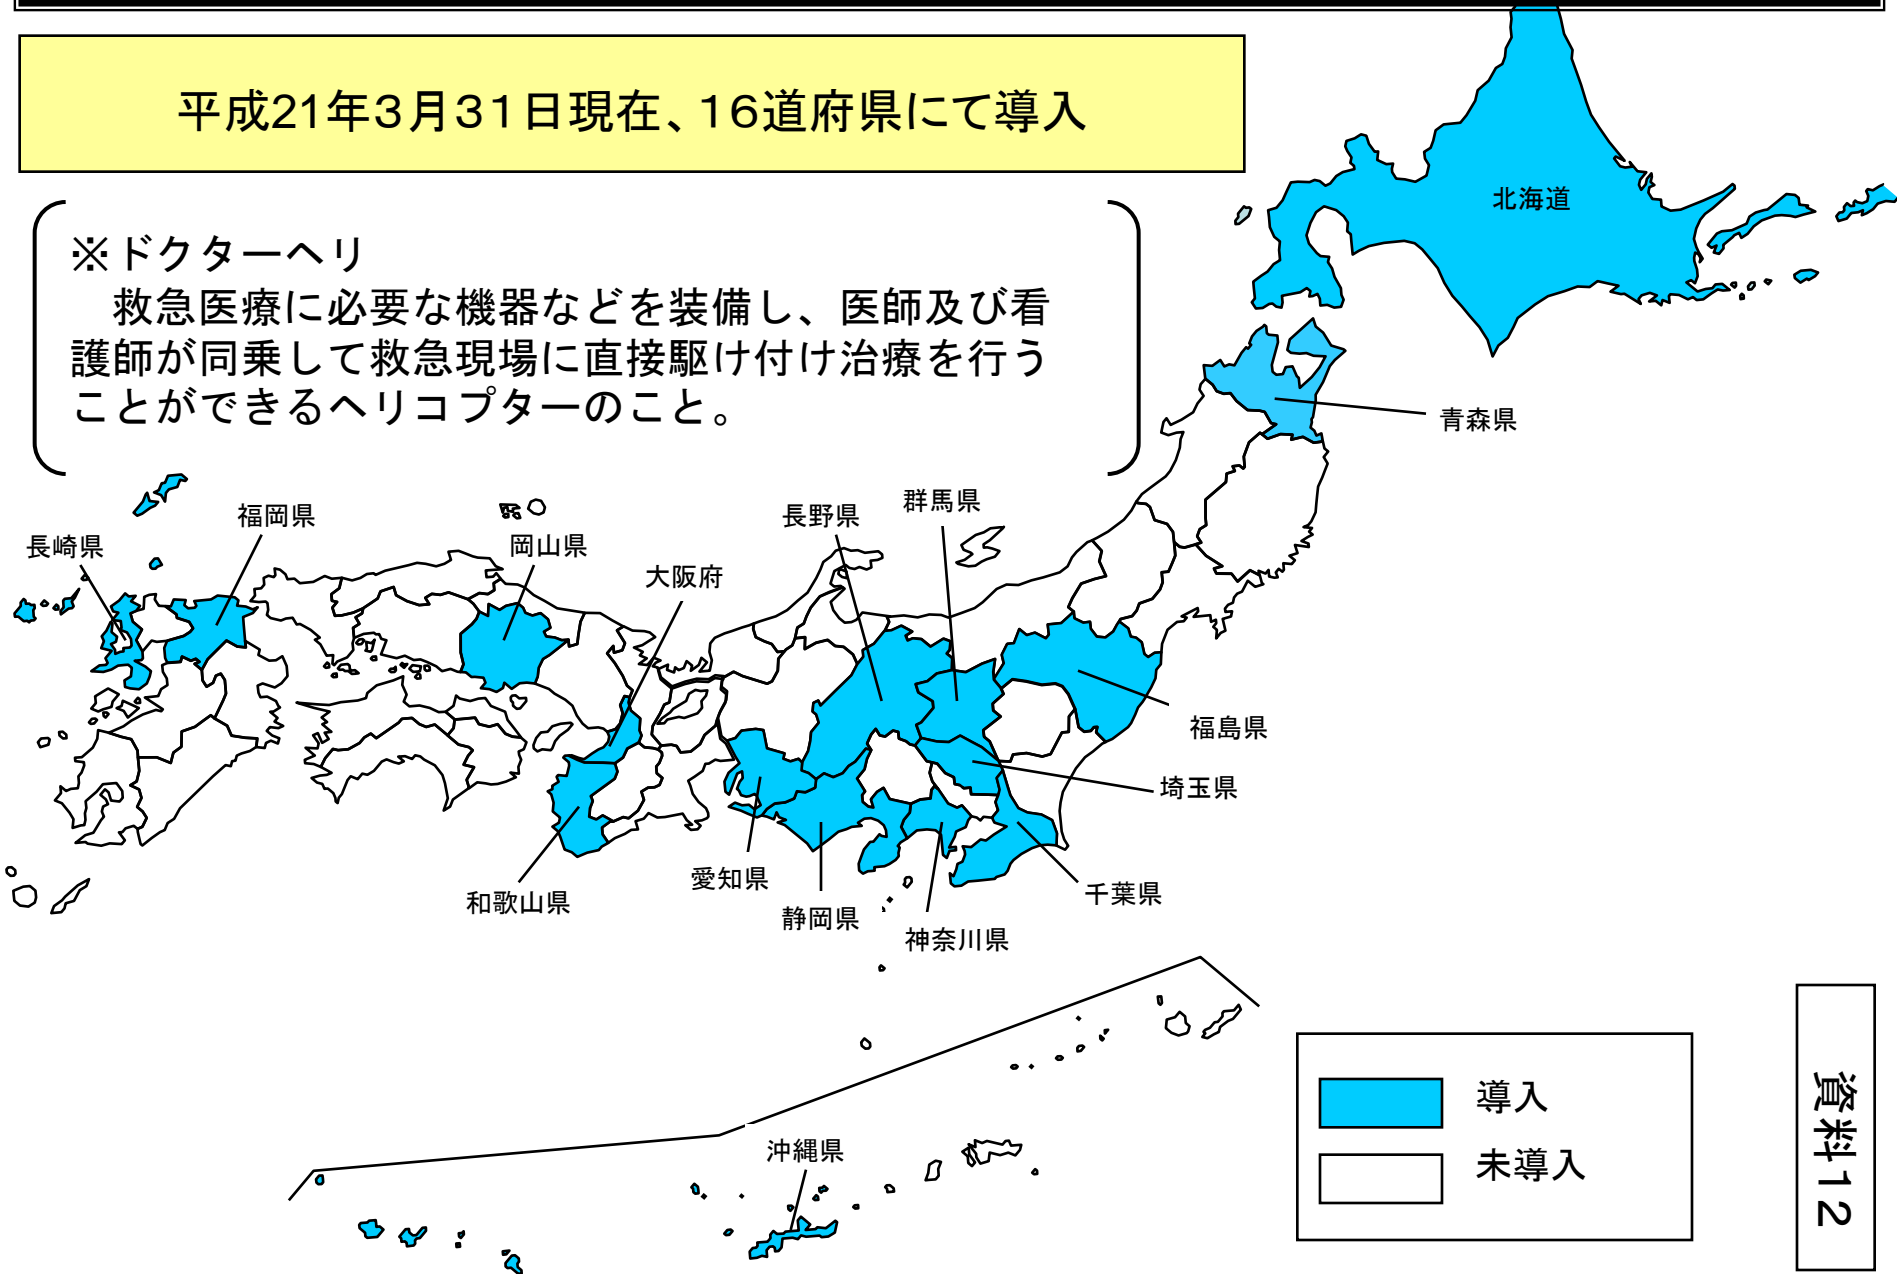 平成21年3月31日現在、16道府県にて導入
※ドクターヘリ
　救急医療に必要な機器などを装備し、医師及び看
護師が同乗して救急現場に直接駆け付け治療を行う
ことができるヘリコプターのこと。
北海道
青森県
群馬県
長野県
福岡県
岡山県
長崎県
大阪府
福島県
埼玉県
愛知県
千葉県
和歌山県
静岡県
神奈川県
沖縄県
導入
未導入
資料12